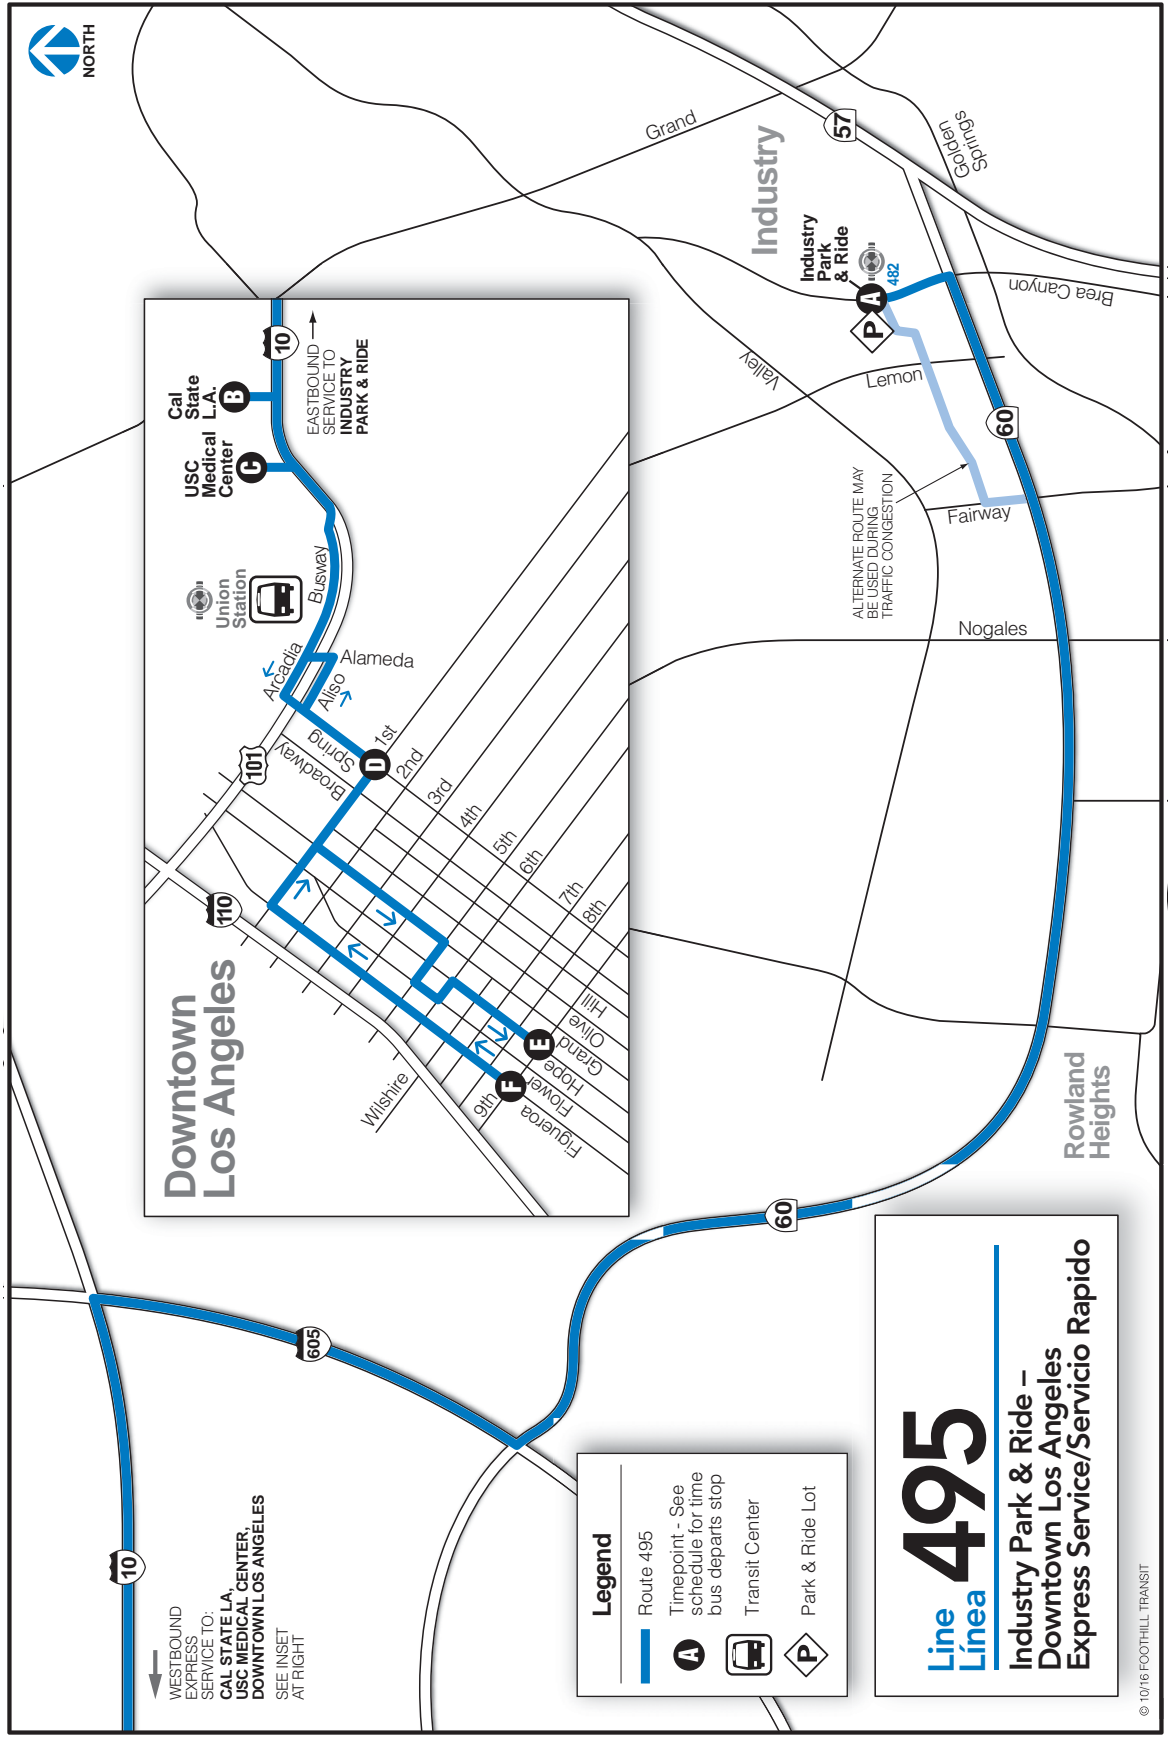 NORTH
Downtown
Los Angeles
110
101
Wilshire
9th
Figueroa
Flower
Hope
Grand
Olive
Hill
F
E
8th
7th
6th
5th
4th
3rd
2nd
1st
D
Broadway
Spring
Arcadia
Aliso
Alameda
Busway
Union
Station
USC
Medical
Center
C
Cal
State
L.A.
B
10
EASTBOUND
SERVICE TO
INDUSTRY
PARK & RIDE
Grand
Industry
57
Golden
Springs
Industry
Park
& Ride
A
P
482
Brea Canyon
Valley
Lemon
60
Fairway
ALTERNATE ROUTE MAY
BE USED DURING
TRAFFIC CONGESTION
Nogales
Rowland
Heights
60
605
10
WESTBOUND
EXPRESS
SERVICE TO:
CAL STATE LA,
USC MEDICAL CENTER,
DOWNTOWN LOS ANGELES
SEE INSET
AT RIGHT
Legend
Route 495
A
Timepoint - See
schedule for time
bus departs stop
Transit Center
P
Park & Ride Lot
Line
Línea
495
Industry Park & Ride –
Downtown Los Angeles
Express Service/Servicio Rapido
© 10/16 FOOTHILL TRANSIT